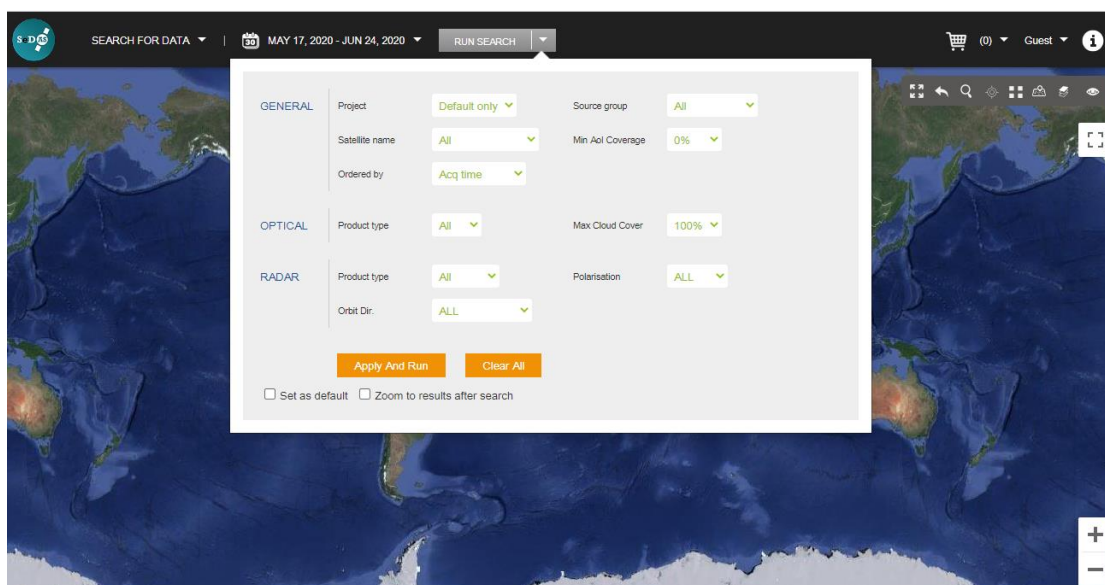 SeDAS SEARCH FOR DATA | 30 MAY 17, 2020 - JUN 24, 2020 RUN SEARCH (0) Guest i
GENERAL Project Default only Source group All
Satellite name All Min AoI Coverage 0%
Ordered by Acq time
OPTICAL Product type All Max Cloud Cover 100%
RADAR Product type All Polarisation ALL
Orbit Dir. ALL
Apply And Run Clear All
Set as default Zoom to results after search
+
−